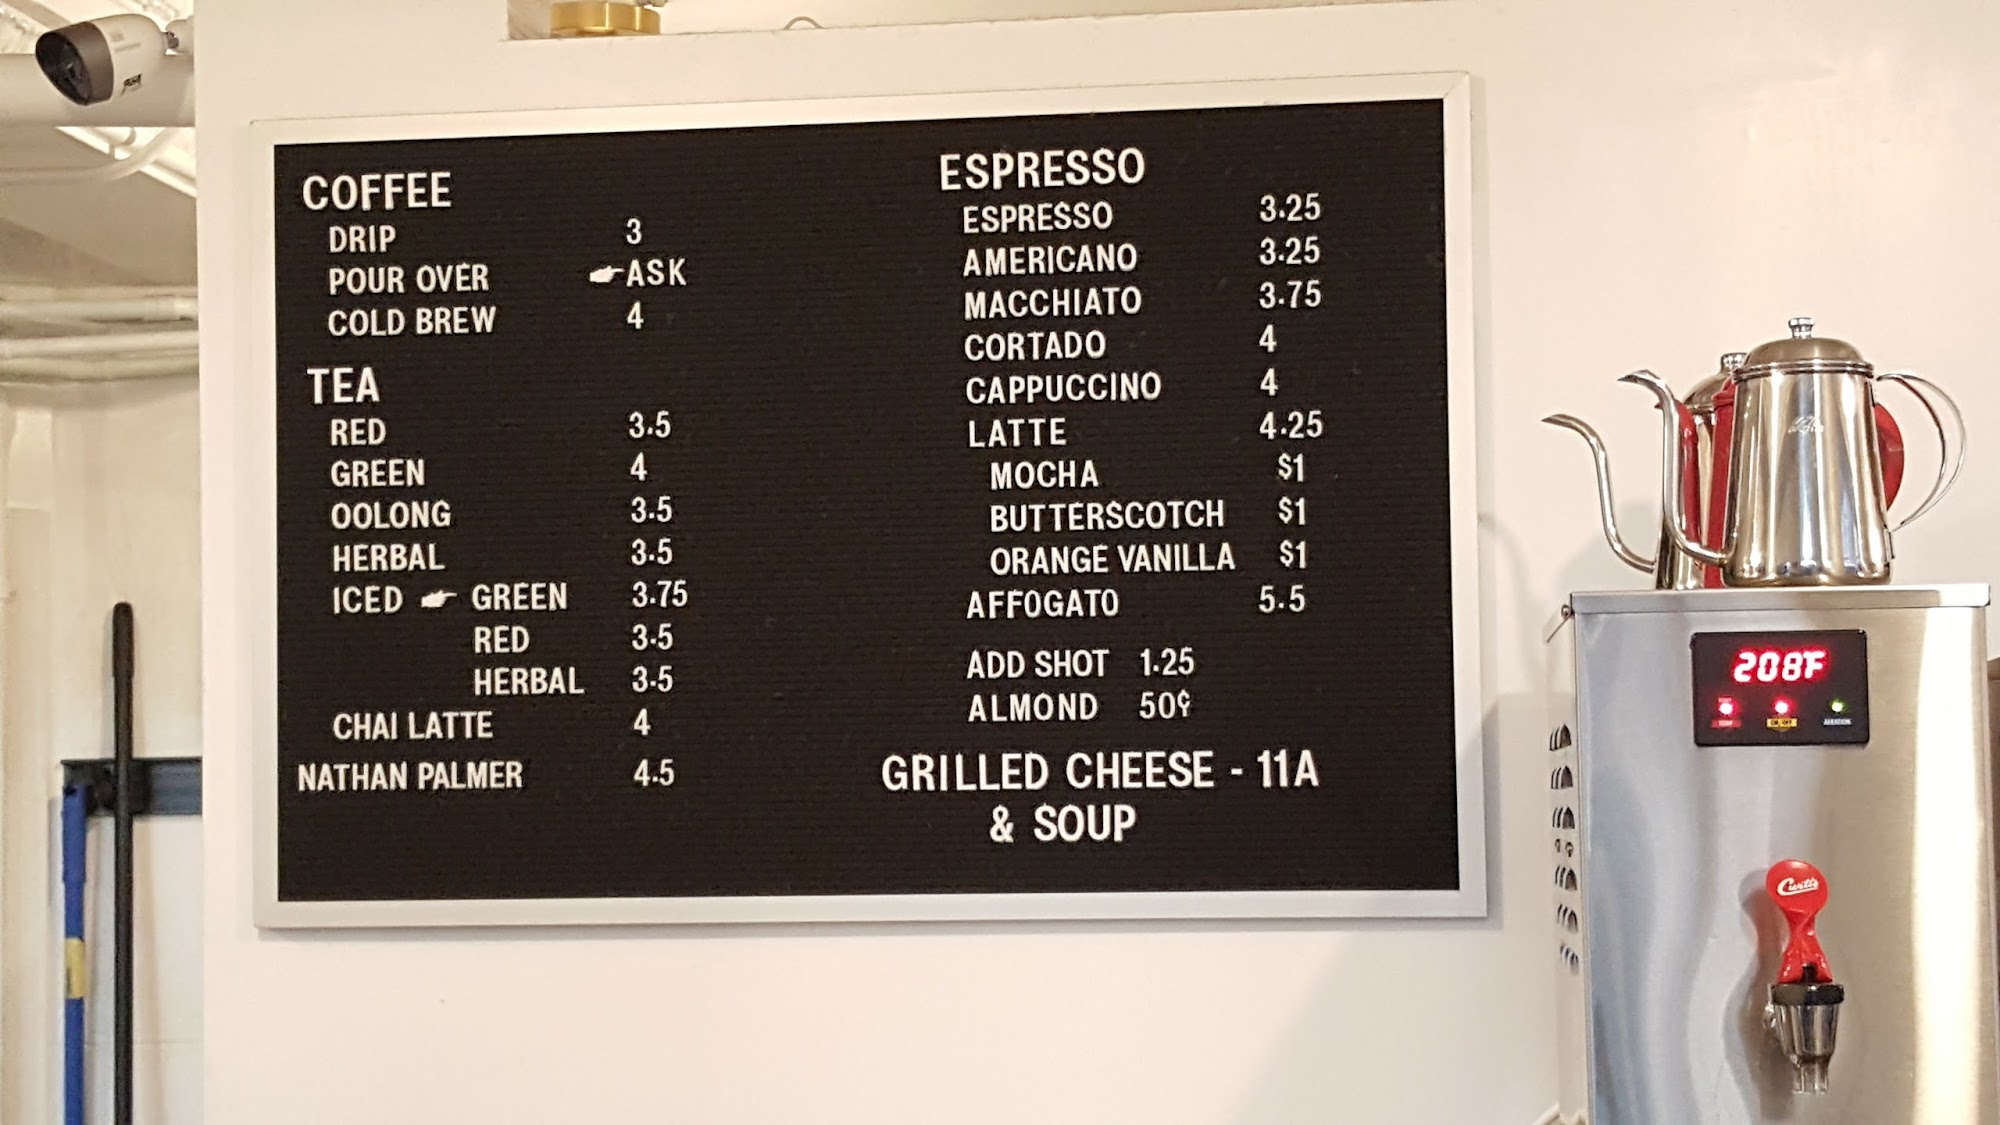 COFFEE
DRIP 3
POUR OVER ASK
COLD BREW 4
TEA
RED 3.5
GREEN 4
OOLONG 3.5
HERBAL 3.5
ICED GREEN 3.75
RED 3.5
HERBAL 3.5
CHAI LATTE 4
NATHAN PALMER 4.5
ESPRESSO
ESPRESSO 3.25
AMERICANO 3.25
MACCHIATO 3.75
CORTADO 4
CAPPUCCINO 4
LATTE 4.25
MOCHA $1
BUTTERSCOTCH $1
ORANGE VANILLA $1
AFFOGATO 5.5
ADD SHOT 1.25
ALMOND 50¢
GRILLED CHEESE - 11A
& SOUP
208F
ON/OFF
Curtis